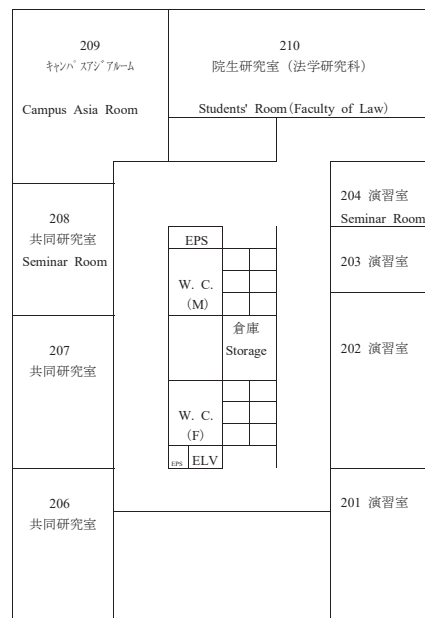 209
ｷｬﾝﾊﾟｽｱｼﾞｱﾙｰﾑ
Campus Asia Room
210
院生研究室（法学研究科）
Students' Room(Faculty of Law)
204 演習室
Seminar Room
208
共同研究室
Seminar Room
EPS
203 演習室
W. C.
(M)
倉庫
Storage
207
共同研究室
202 演習室
W. C.
(F)
EPS
ELV
206
共同研究室
201 演習室